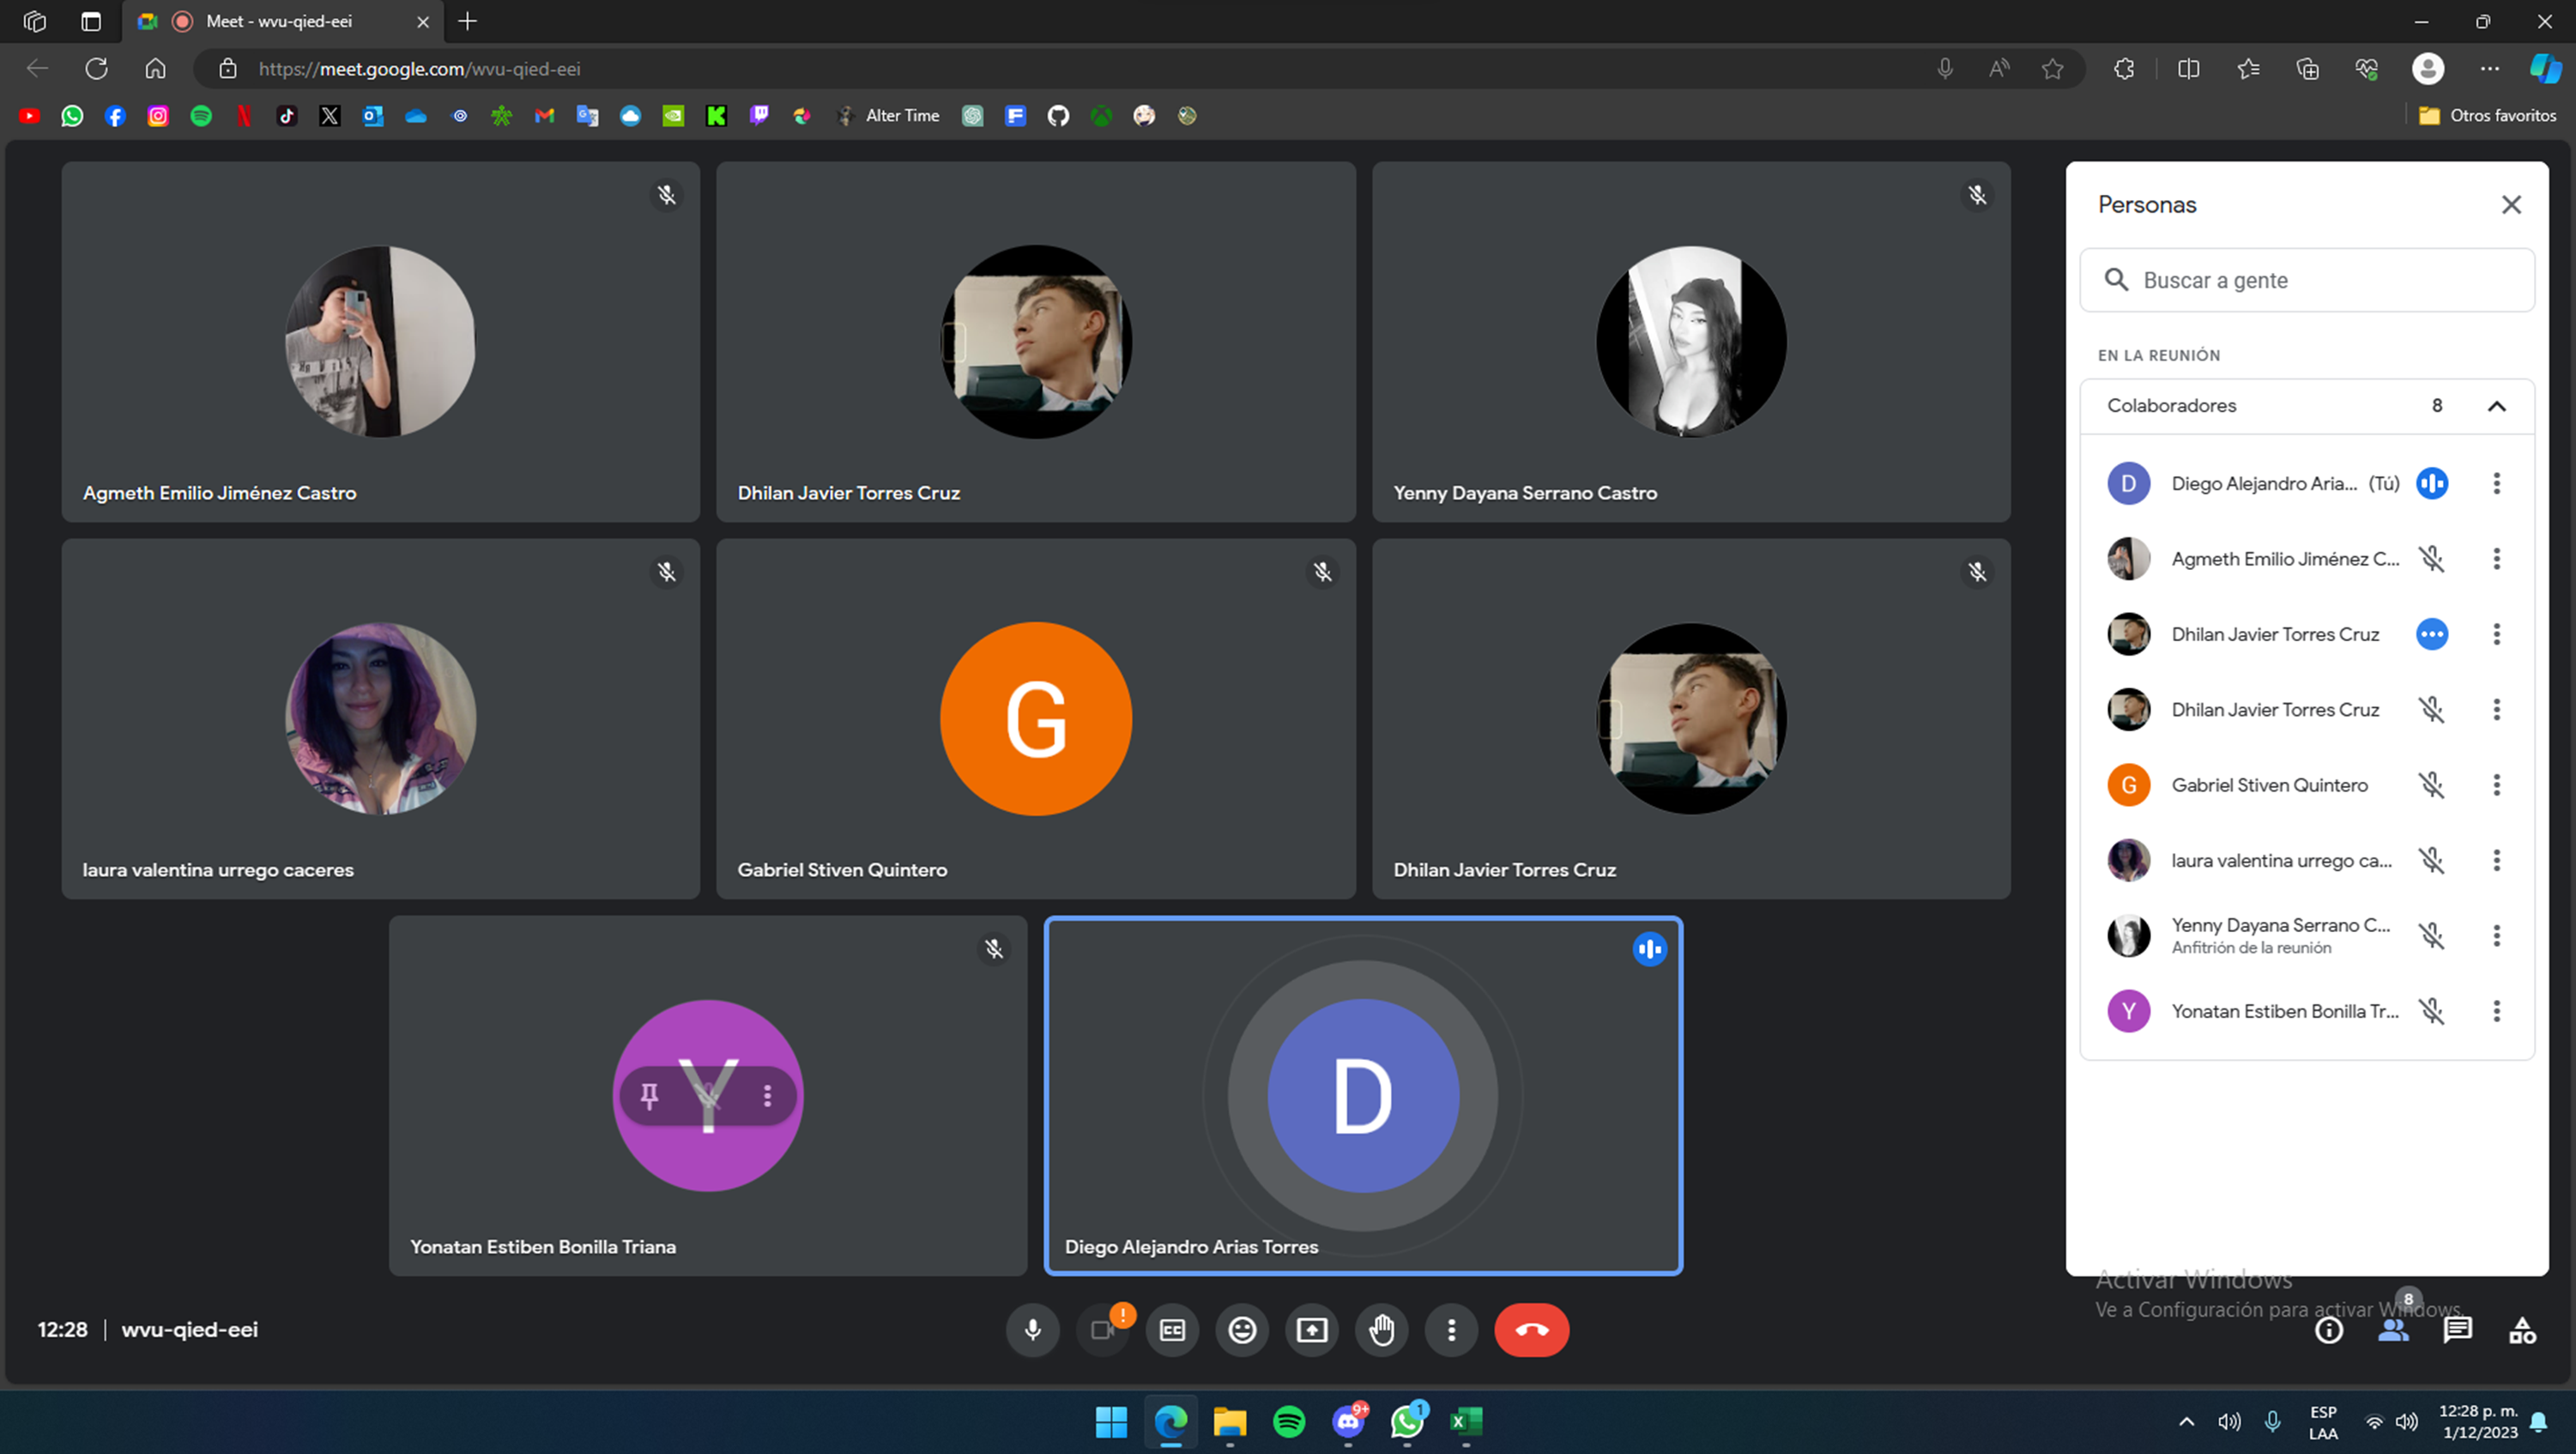 Meet - wvu-qied-eei
https://meet.google.com/wvu-qied-eei
Alter Time
Otros favoritos
Agmeth Emilio Jiménez Castro
Dhilan Javier Torres Cruz
Yenny Dayana Serrano Castro
laura valentina urrego caceres
G
Gabriel Stiven Quintero
Dhilan Javier Torres Cruz
Y
Yonatan Estiben Bonilla Triana
D
Diego Alejandro Arias Torres
Personas
Buscar a gente
EN LA REUNIÓN
Colaboradores 8
D Diego Alejandro Aria... (Tú)
Agmeth Emilio Jiménez C...
Dhilan Javier Torres Cruz
Dhilan Javier Torres Cruz
G Gabriel Stiven Quintero
laura valentina urrego ca...
Yenny Dayana Serrano C...
Anfitrión de la reunión
Y Yonatan Estiben Bonilla Tr...
Activar Windows
Ve a Configuración para activar Windows.
8
12:28 | wvu-qied-eei
CC
9+
1
ESP
LAA
12:28 p. m.
1/12/2023